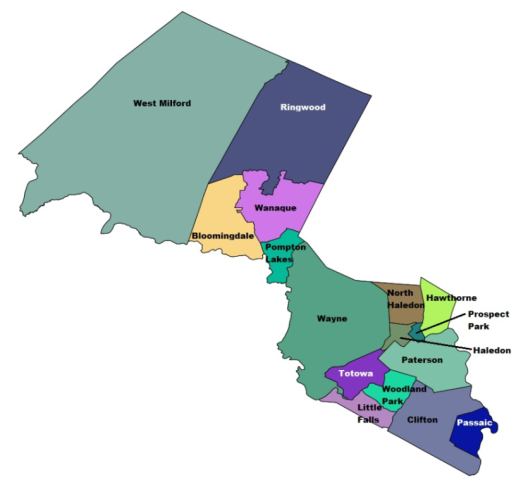 West Milford
Ringwood
Wanaque
Bloomingdale
Pompton
Lakes
North
Haledon
Hawthorne
Prospect
Park
Wayne
Haledon
Paterson
Totowa
Woodland
Park
Little
Falls
Clifton
Passaic